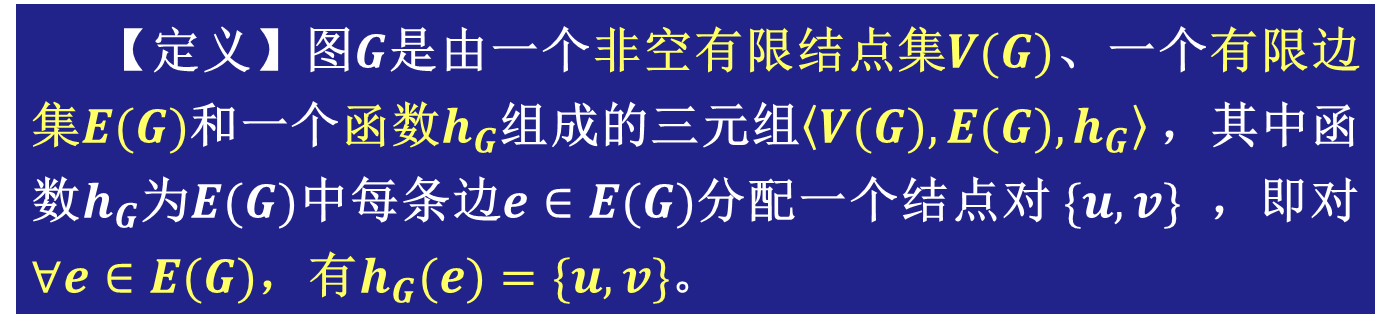 【定义】图G是由一个非空有限结点集V(G)、一个有限边
集E(G)和一个函数h_G组成的三元组⟨V(G), E(G), h_G⟩，其中函
数h_G为E(G)中每条边e ∈ E(G)分配一个结点对 {u, v} ，即对
∀e ∈ E(G)，有h_G(e) = {u, v}。